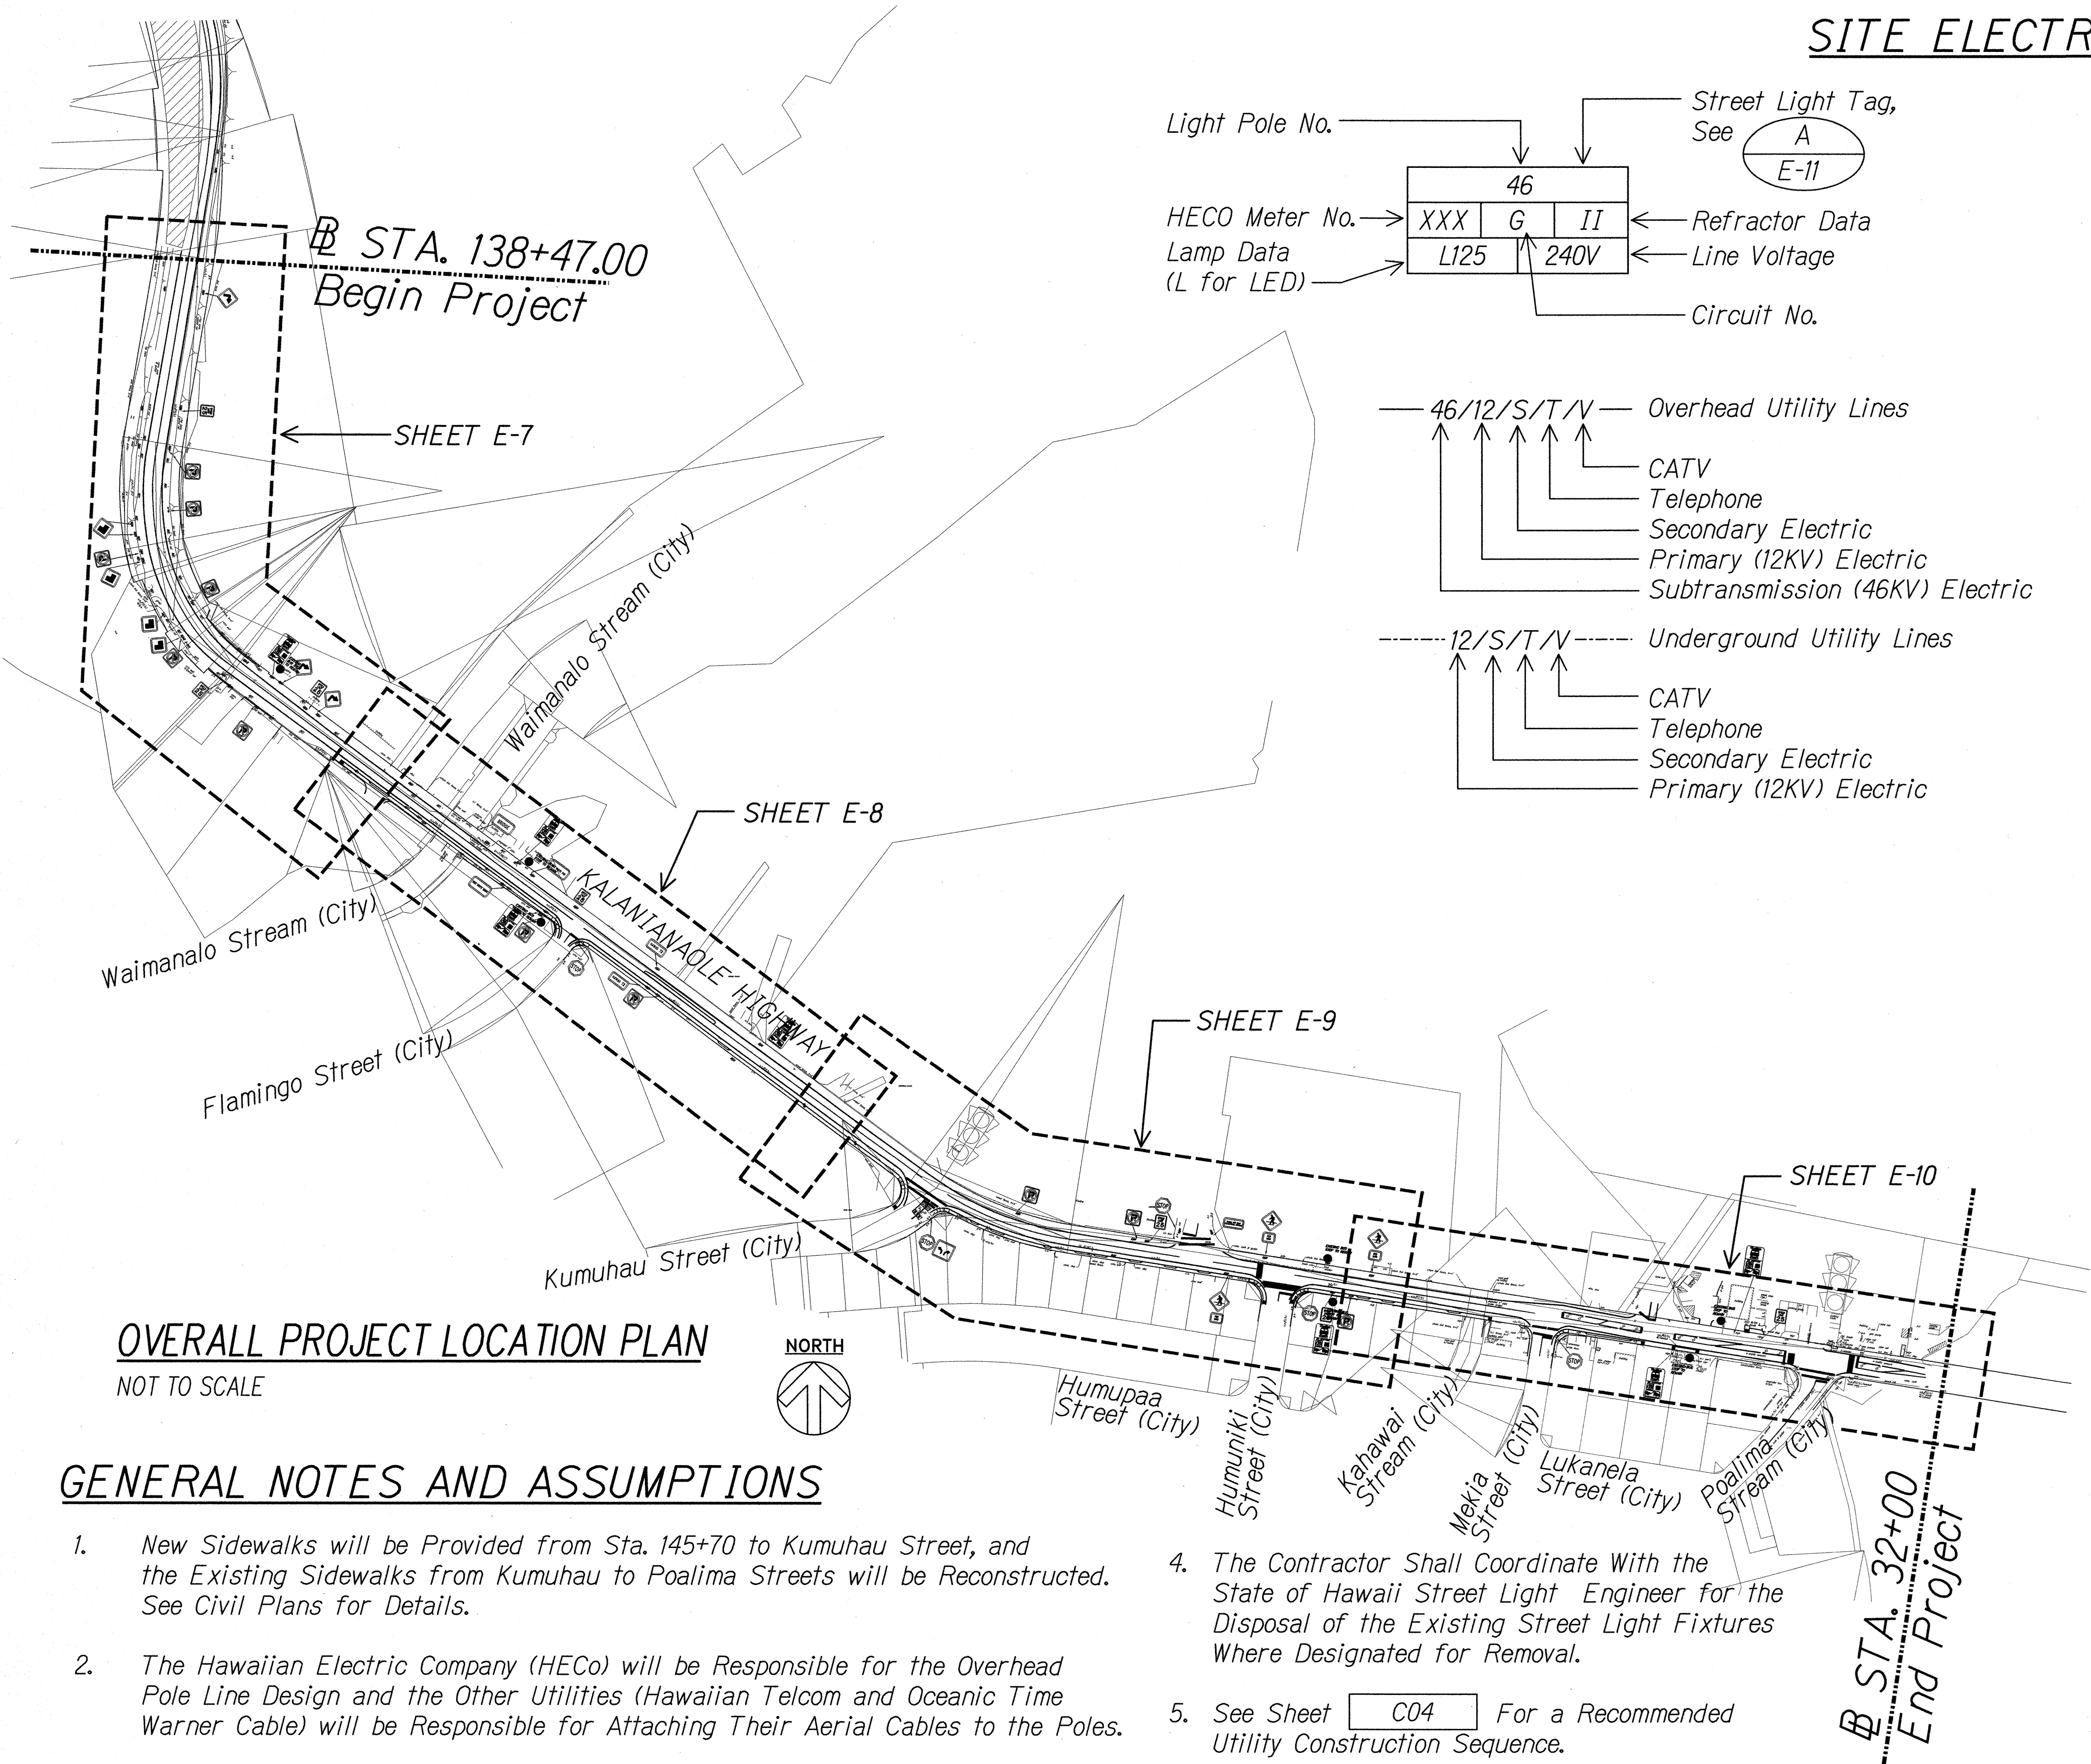 SITE ELECTR
Light Pole No.
Street Light Tag,
See
A
E-11
46
HECO Meter No.
XXX
G
II
Refractor Data
Lamp Data
(L for LED)
L125
240V
Line Voltage
Circuit No.
46/12/S/T/V
Overhead Utility Lines
CATV
Telephone
Secondary Electric
Primary (12KV) Electric
Subtransmission (46KV) Electric
12/S/T/V
Underground Utility Lines
CATV
Telephone
Secondary Electric
Primary (12KV) Electric
BL STA. 138+47.00
Begin Project
SHEET E-7
Waimanalo Stream (City)
SHEET E-8
KALANIANAOLE HIGHWAY
Waimanalo Stream (City)
Flamingo Street (City)
STOP
SHEET E-9
Kumuhau Street (City)
STOP
STOP
STOP
STOP
SHEET E-10
Humupaa
Street (City)
Humuniki
Street (City)
Kahawai
Stream (City)
Mekia
Street (City)
Lukanela
Street (City)
Poalima
Stream (City)
BL STA. 32+00
End Project
OVERALL PROJECT LOCATION PLAN
NOT TO SCALE
NORTH
GENERAL NOTES AND ASSUMPTIONS
1. New Sidewalks will be Provided from Sta. 145+70 to Kumuhau Street, and
the Existing Sidewalks from Kumuhau to Poalima Streets will be Reconstructed.
See Civil Plans for Details.
2. The Hawaiian Electric Company (HECo) will be Responsible for the Overhead
Pole Line Design and the Other Utilities (Hawaiian Telcom and Oceanic Time
Warner Cable) will be Responsible for Attaching Their Aerial Cables to the Poles.
4. The Contractor Shall Coordinate With the
State of Hawaii Street Light Engineer for the
Disposal of the Existing Street Light Fixtures
Where Designated for Removal.
5. See Sheet C04 For a Recommended
Utility Construction Sequence.